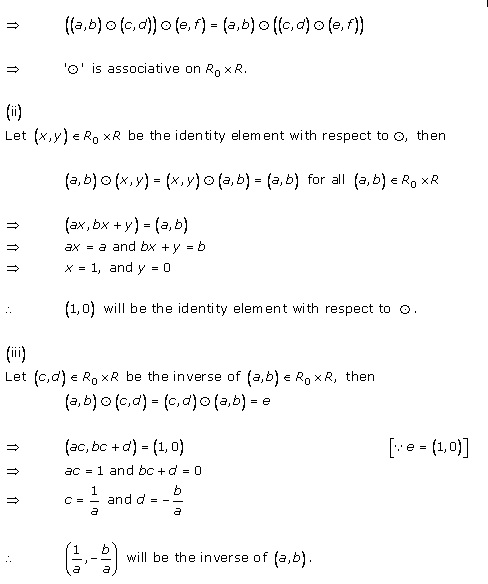 ⇒ ((a,b)⊙(c,d))⊙(e,f) = (a,b)⊙((c,d)⊙(e,f))
⇒ '⊙' is associative on R₀×R.
(ii)
Let (x,y) ∈ R₀×R be the identity element with respect to ⊙, then
(a,b)⊙(x,y) = (x,y)⊙(a,b) = (a,b) for all (a,b) ∈ R₀×R
⇒ (ax,bx+y) = (a,b)
⇒ ax = a and bx+y = b
⇒ x = 1, and y = 0
∴ (1,0) will be the identity element with respect to ⊙.
(iii)
Let (c,d) ∈ R₀×R be the inverse of (a,b) ∈ R₀×R, then
(a,b)⊙(c,d) = (c,d)⊙(a,b) = e
⇒ (ac,bc+d) = (1,0) [∵ e = (1,0)]
⇒ ac = 1 and bc+d = 0
⇒ c = 1/a and d = -b/a
∴ (1/a, -b/a) will be the inverse of (a,b).